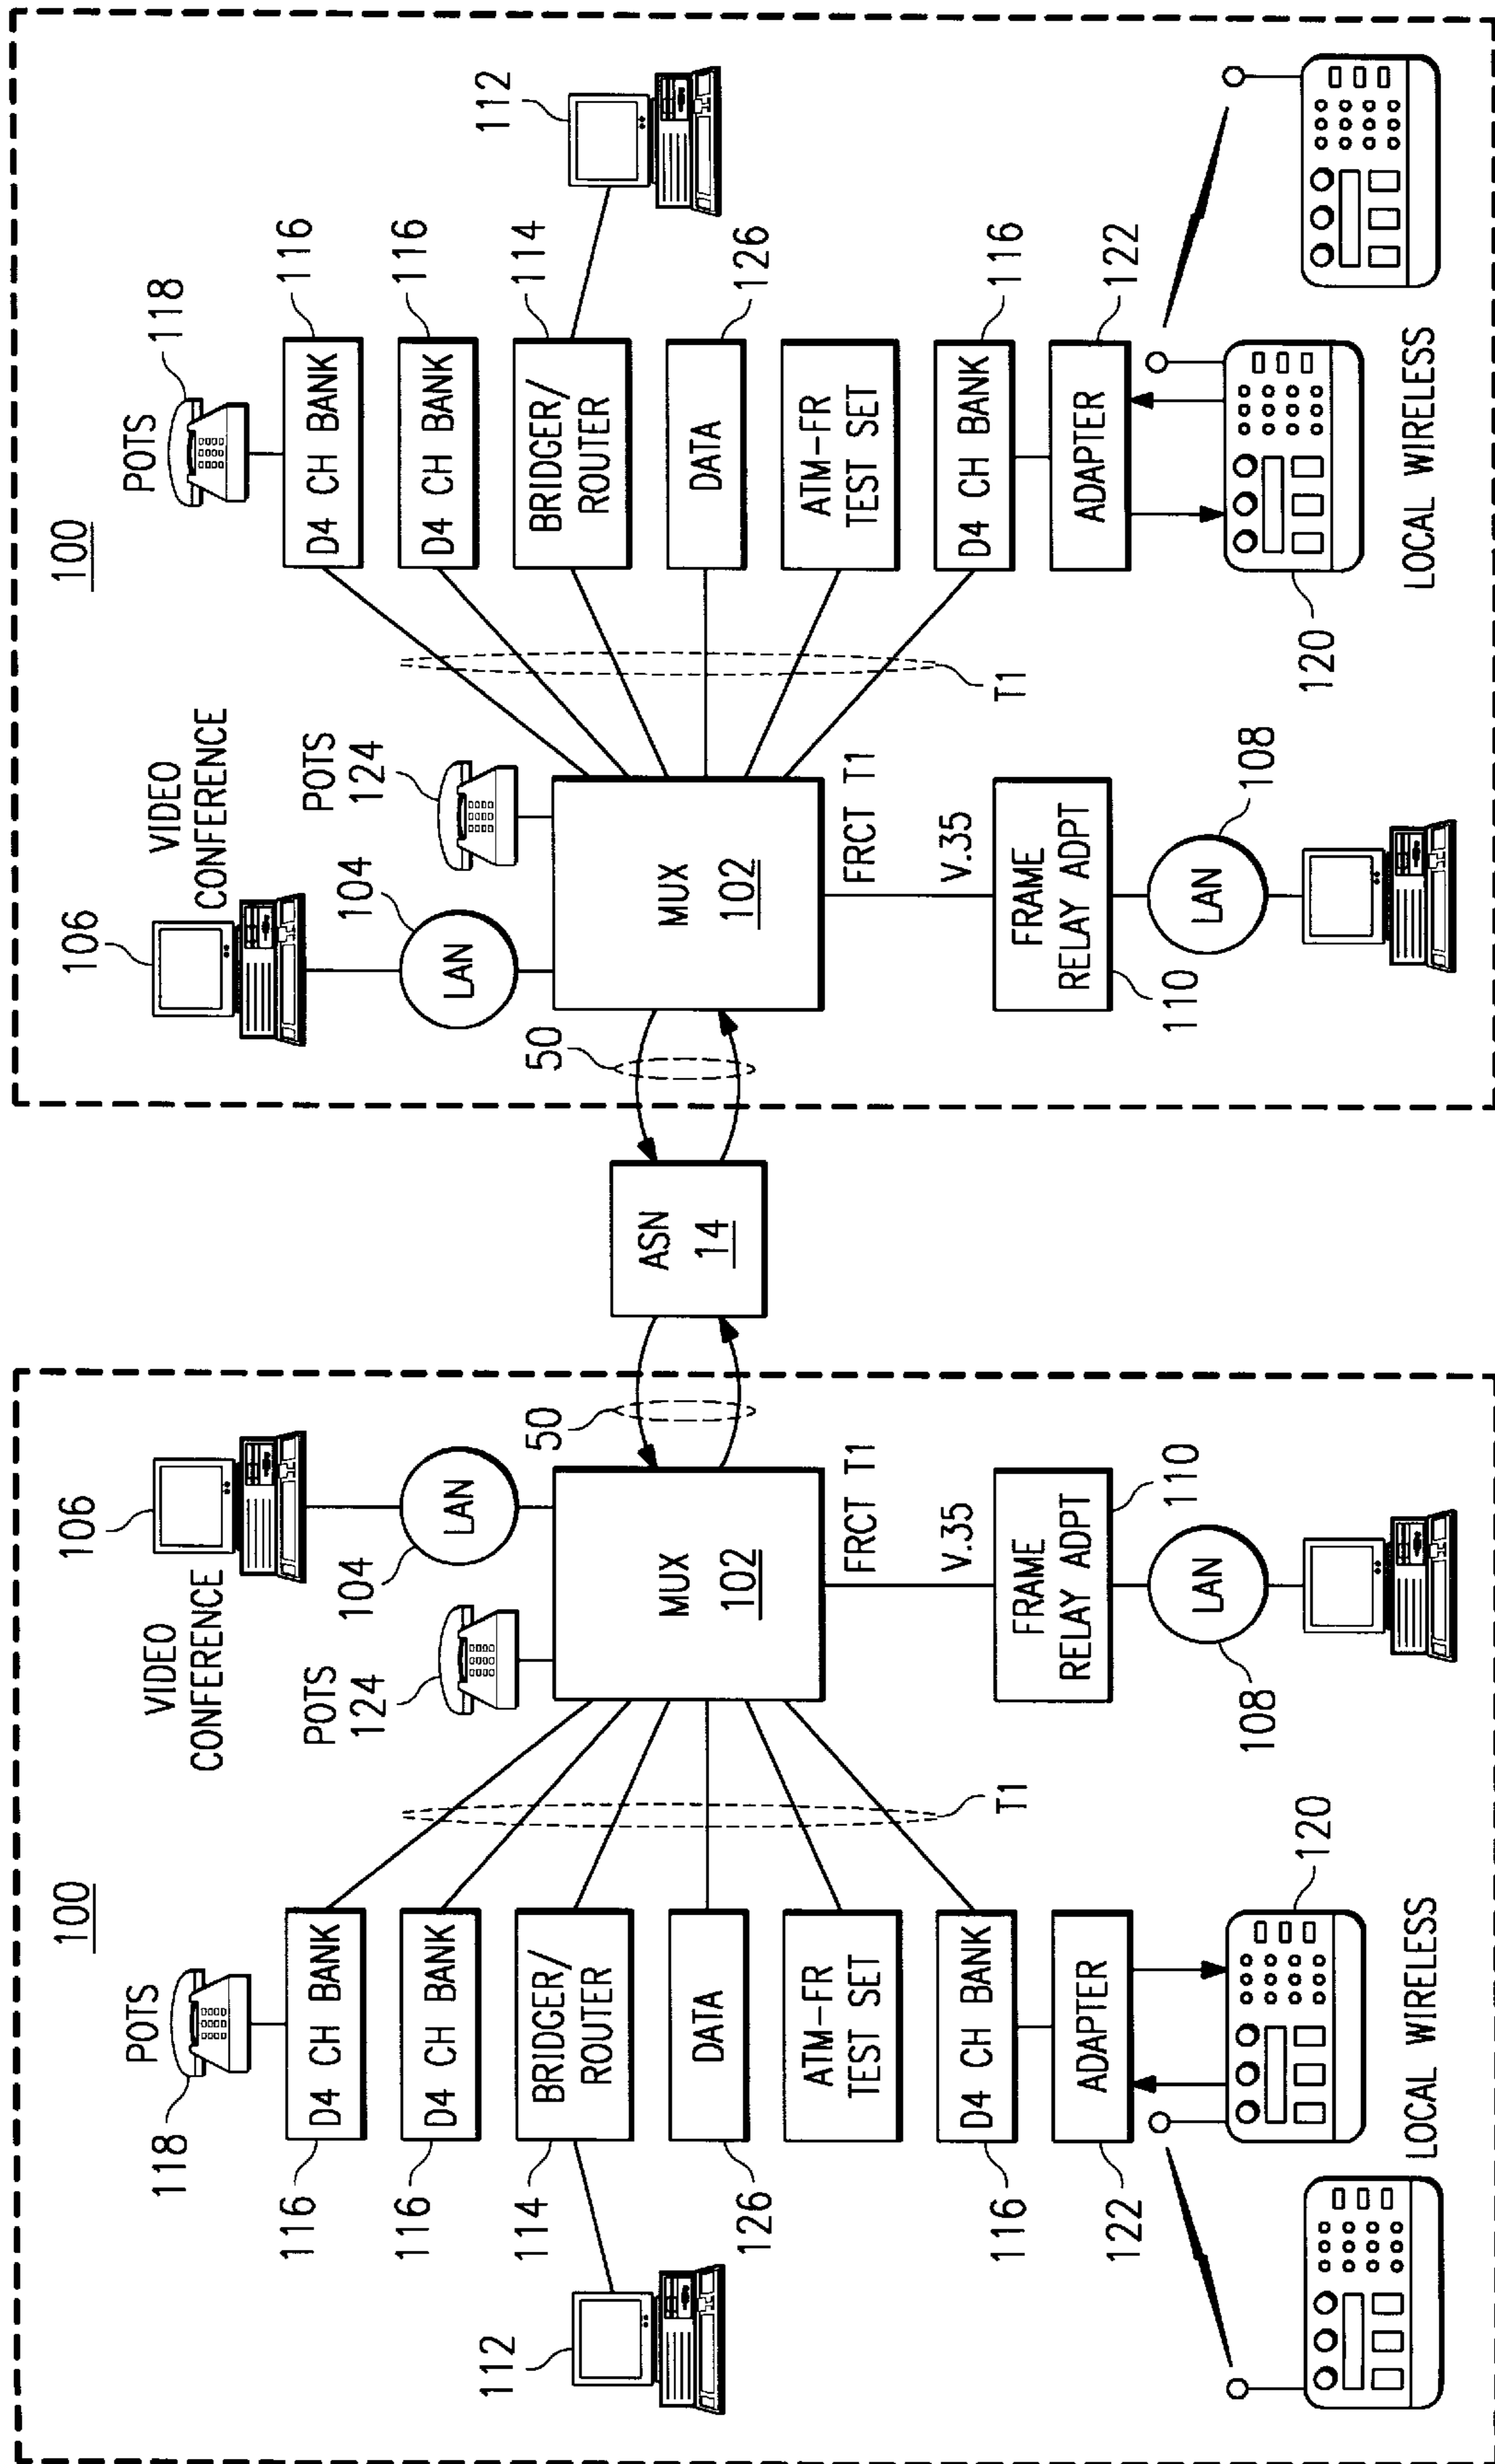 100
POTS
118
D4 CH BANK
116
D4 CH BANK
116
BRIDGER/
ROUTER
114
112
DATA
126
ATM-FR
TEST SET
D4 CH BANK
116
ADAPTER
122
120
LOCAL WIRELESS
T1
VIDEO
CONFERENCE
106
LAN
104
POTS
124
MUX
102
FRCT T1
V.35
FRAME
RELAY ADPT
110
LAN
108
50
ASN
14
50
100
VIDEO
CONFERENCE
106
LAN
104
POTS
124
MUX
102
FRCT T1
V.35
FRAME
RELAY ADPT
110
LAN
108
T1
POTS
118
D4 CH BANK
116
D4 CH BANK
116
BRIDGER/
ROUTER
114
112
DATA
126
ATM-FR
TEST SET
D4 CH BANK
116
ADAPTER
122
120
LOCAL WIRELESS